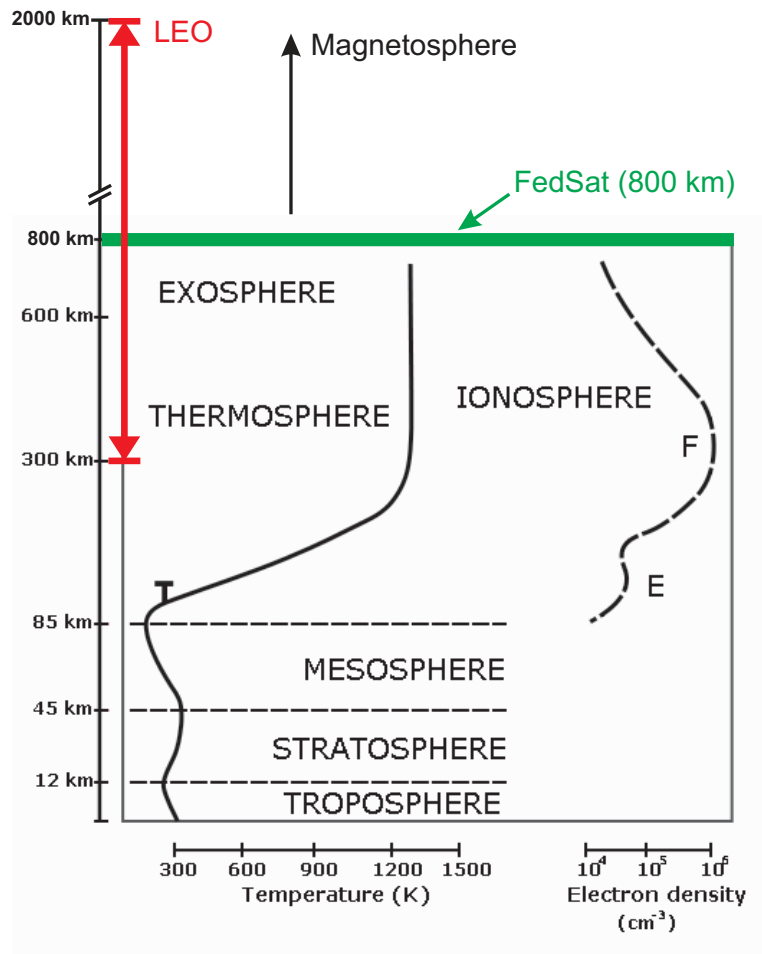 2000 km
LEO
Magnetosphere
FedSat (800 km)
800 km
EXOSPHERE
600 km
IONOSPHERE
THERMOSPHERE
F
300 km
T
E
85 km
MESOSPHERE
45 km
STRATOSPHERE
12 km
TROPOSPHERE
300 600 900 1200 1500
Temperature (K)
10⁴ 10⁵ 10⁶
Electron density
(cm⁻³)